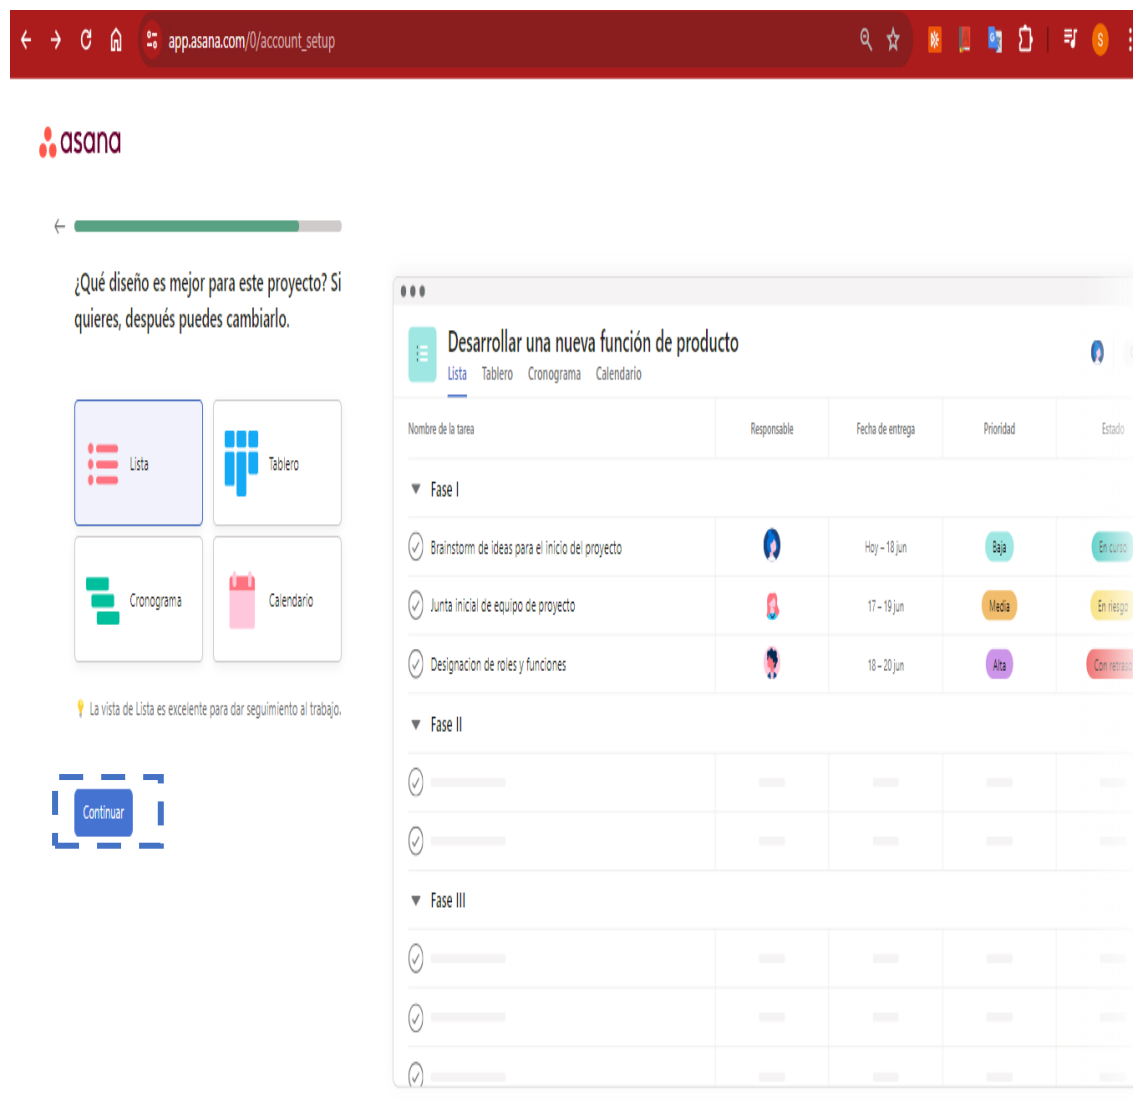 app.asana.com/0/account_setup
S
asana
¿Qué diseño es mejor para este proyecto? Si
quieres, después puedes cambiarlo.
Lista
Tablero
Cronograma
Calendario
💡 La vista de Lista es excelente para dar seguimiento al trabajo.
Continuar
Desarrollar una nueva función de producto
Lista Tablero Cronograma Calendario
Nombre de la tarea Responsable Fecha de entrega Prioridad Estado
Fase I
Brainstorm de ideas para el inicio del proyecto Hoy – 18 jun Baja En curso
Junta inicial de equipo de proyecto 17 – 19 jun Media En riesgo
Designacion de roles y funciones 18 – 20 jun Alta Con retraso
Fase II
Fase III